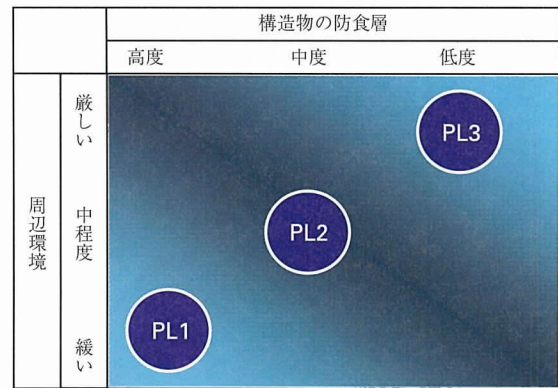 構造物の防食層
高度 中度 低度
周辺環境
厳しい
中程度
緩い
PL3
PL2
PL1